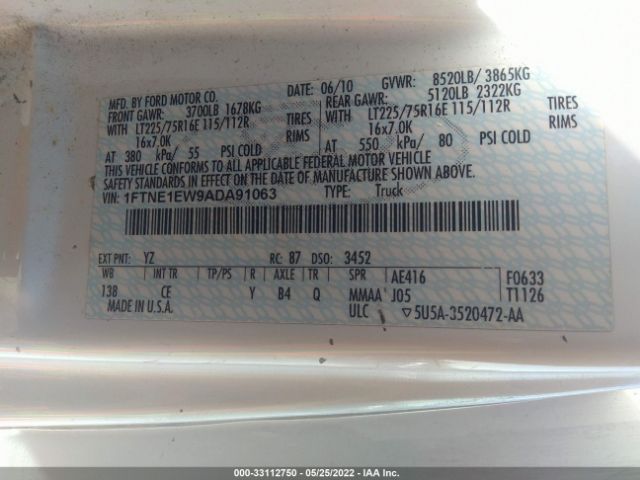 MFD. BY FORD MOTOR CO. DATE: 06/10 GVWR: 8520LB/ 3865KG
FRONT GAWR: 3700LB 1678KG REAR GAWR: 5120LB 2322KG
WITH LT225/75R16E 115/112R TIRES WITH LT225/75R16E 115/112R TIRES
16x7.0K RIMS 16x7.0K RIMS
AT 380 kPa/ 55 PSI COLD AT 550 kPa/ 80 PSI COLD
THIS VEHICLE CONFORMS TO ALL APPLICABLE FEDERAL MOTOR VEHICLE
SAFETY STANDARDS IN EFFECT ON THE DATE OF MANUFACTURE SHOWN ABOVE.
VIN: 1FTNE1EW9ADA91063 TYPE: Truck
EXT PNT: YZ RC: 87 DSO: 3452
WB INT TR TP/PS R AXLE TR SPR AE416 F0633
138 CE Y B4 Q MMAA J05 T1126
MADE IN U.S.A. ULC ▽5U5A-3520472-AA
000-33112750 - 05/25/2022 - IAA Inc.